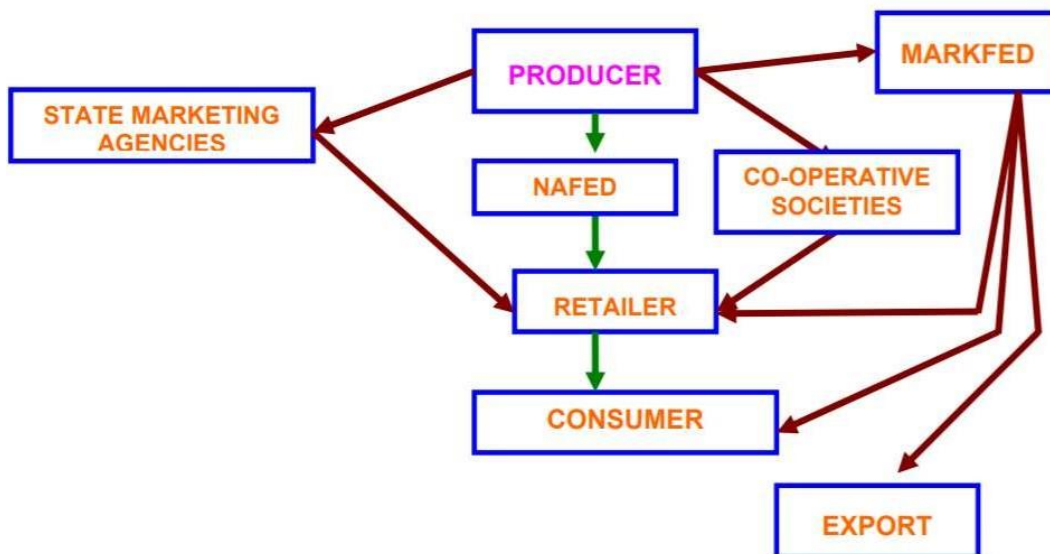 MARKFED
PRODUCER
STATE MARKETING
AGENCIES
NAFED
CO-OPERATIVE
SOCIETIES
RETAILER
CONSUMER
EXPORT